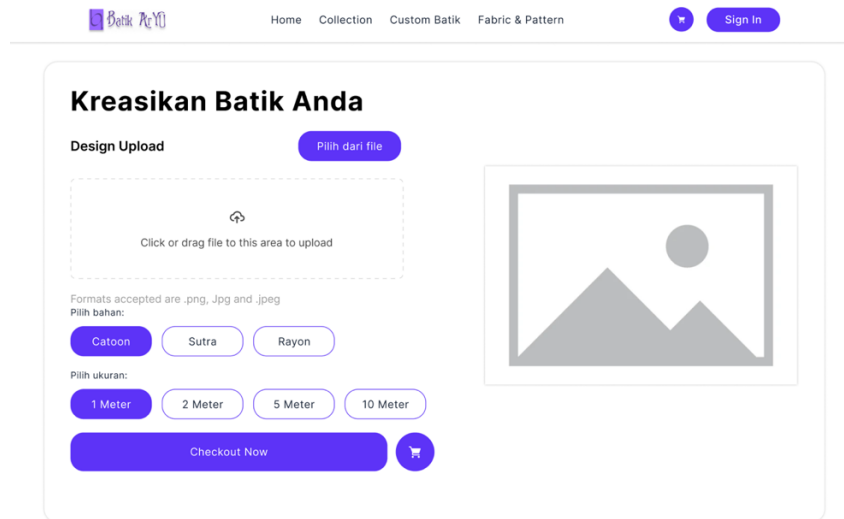 Batik ArYO
Home Collection Custom Batik Fabric & Pattern
Sign In
Kreasikan Batik Anda
Design Upload
Pilih dari file
Click or drag file to this area to upload
Formats accepted are .png, Jpg and .jpeg
Pilih bahan:
Catoon Sutra Rayon
Pilih ukuran:
1 Meter 2 Meter 5 Meter 10 Meter
Checkout Now